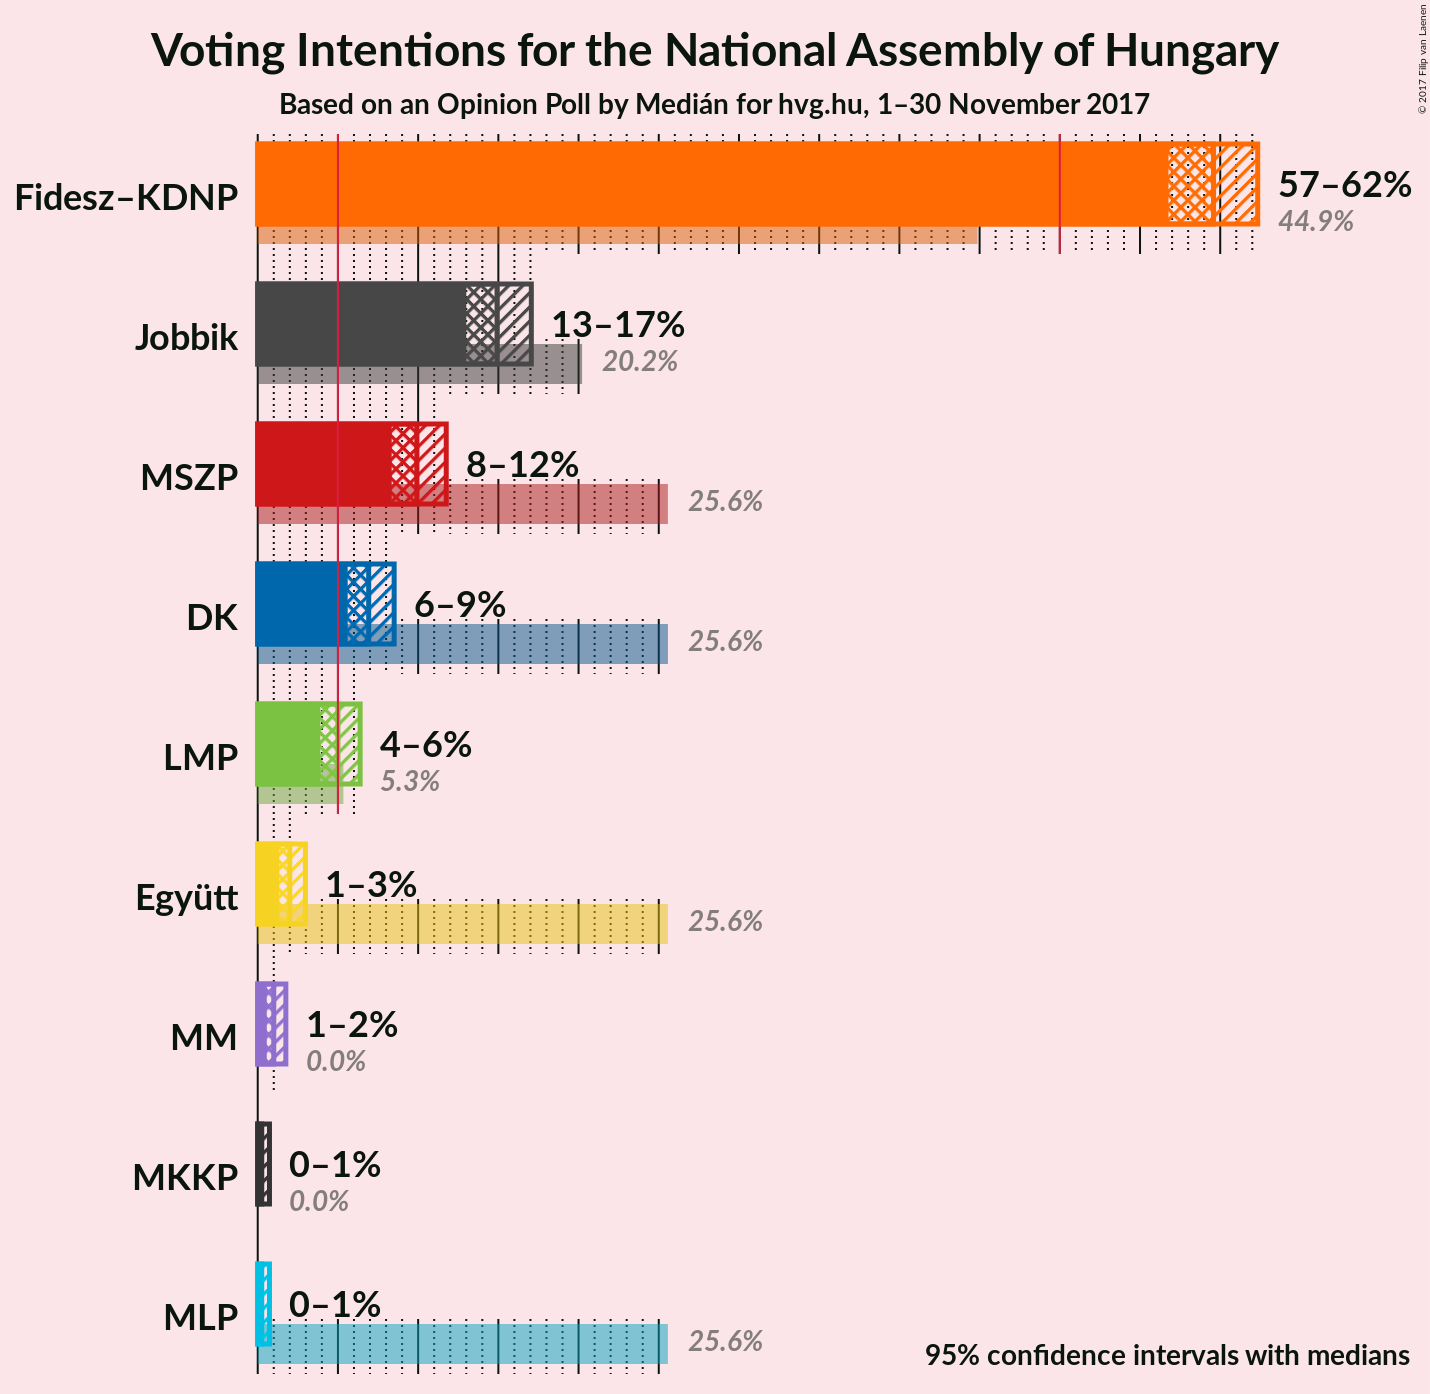 Voting Intentions for the National Assembly of Hungary
Based on an Opinion Poll by Medián for hvg.hu, 1–30 November 2017
© 2017 Filip van Laenen
Fidesz–KDNP
57–62%
44.9%
Jobbik
13–17%
20.2%
MSZP
8–12%
25.6%
DK
6–9%
25.6%
LMP
4–6%
5.3%
Együtt
1–3%
25.6%
MM
1–2%
0.0%
MKKP
0–1%
0.0%
MLP
0–1%
25.6%
95% confidence intervals with medians